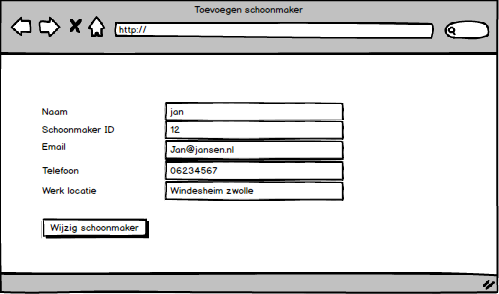 Toevoegen schoonmaker
http://
Naam jan
Schoonmaker ID 12
Email Jan@jansen.nl
Telefoon 06234567
Werk locatie Windesheim zwolle
Wijzig schoonmaker